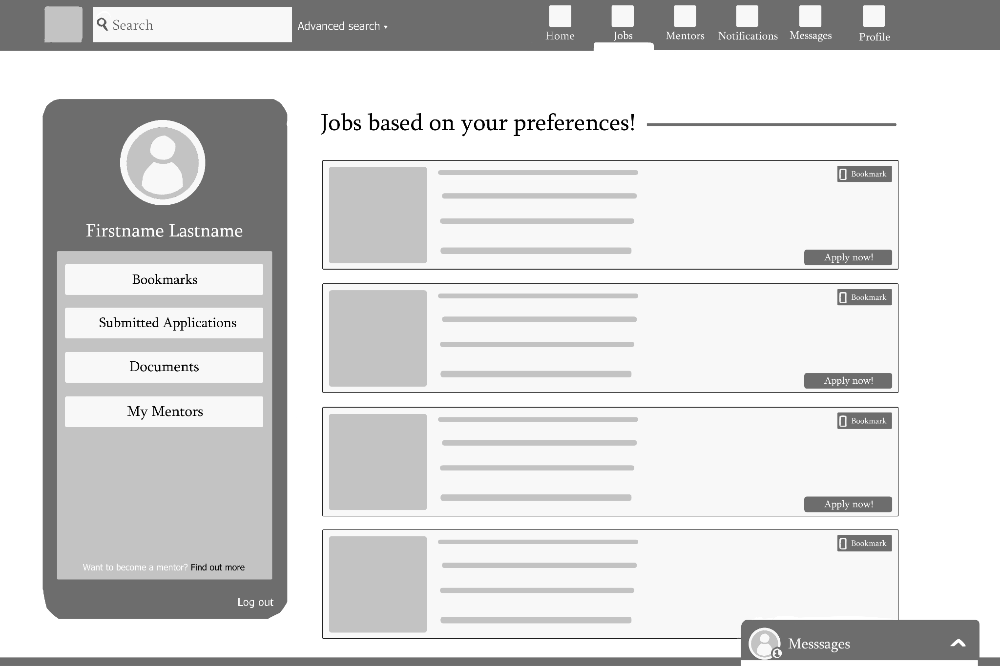 Search
Advanced search
Home
Jobs
Mentors
Notifications
Messages
Profile
Firstname Lastname
Bookmarks
Submitted Applications
Documents
My Mentors
Want to become a mentor? Find out more
Log out
Jobs based on your preferences!
Bookmark
Apply now!
Bookmark
Apply now!
Bookmark
Apply now!
Bookmark
1
Messsages